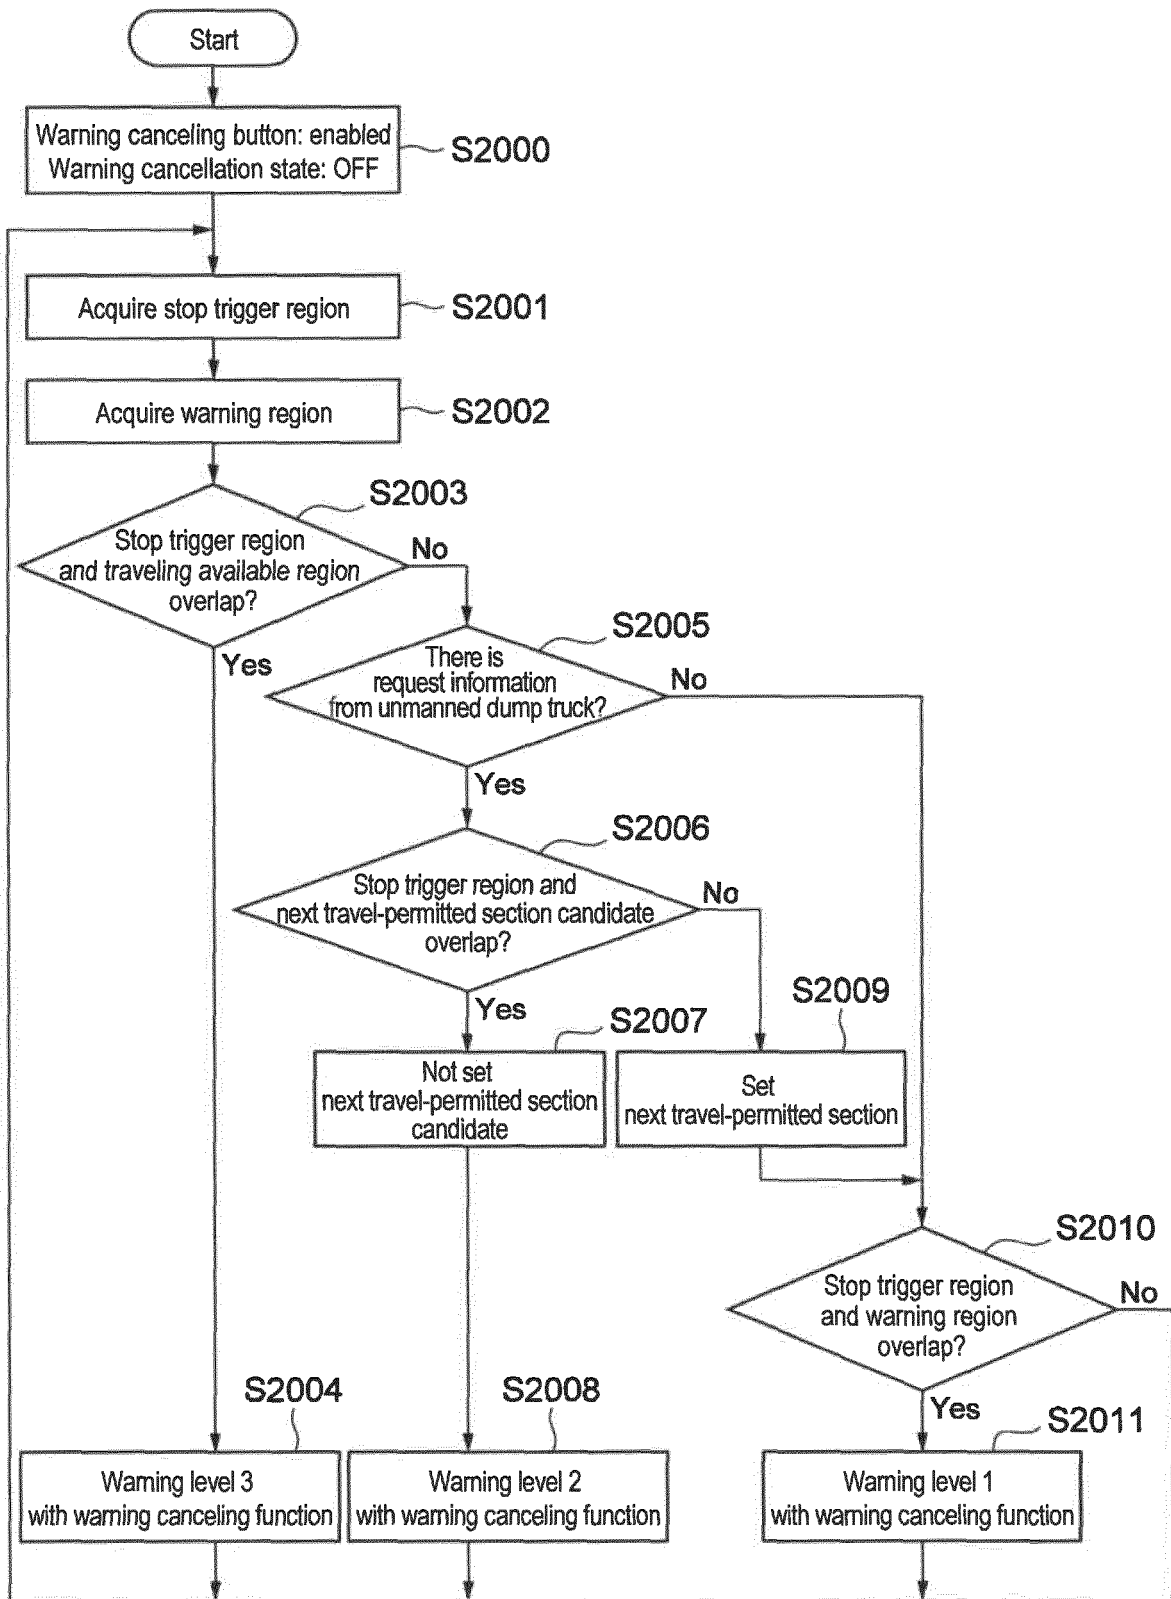 Start
Warning canceling button: enabled
Warning cancellation state: OFF
S2000
Acquire stop trigger region
S2001
Acquire warning region
S2002
S2003
Stop trigger region
and traveling available region
overlap?
No
Yes
S2005
There is
request information
from unmanned dump truck?
No
Yes
S2006
Stop trigger region and
next travel-permitted section candidate
overlap?
No
Yes
S2007
Not set
next travel-permitted section
candidate
S2009
Set
next travel-permitted section
S2010
Stop trigger region
and warning region
overlap?
No
Yes
S2004
Warning level 3
with warning canceling function
S2008
Warning level 2
with warning canceling function
S2011
Warning level 1
with warning canceling function